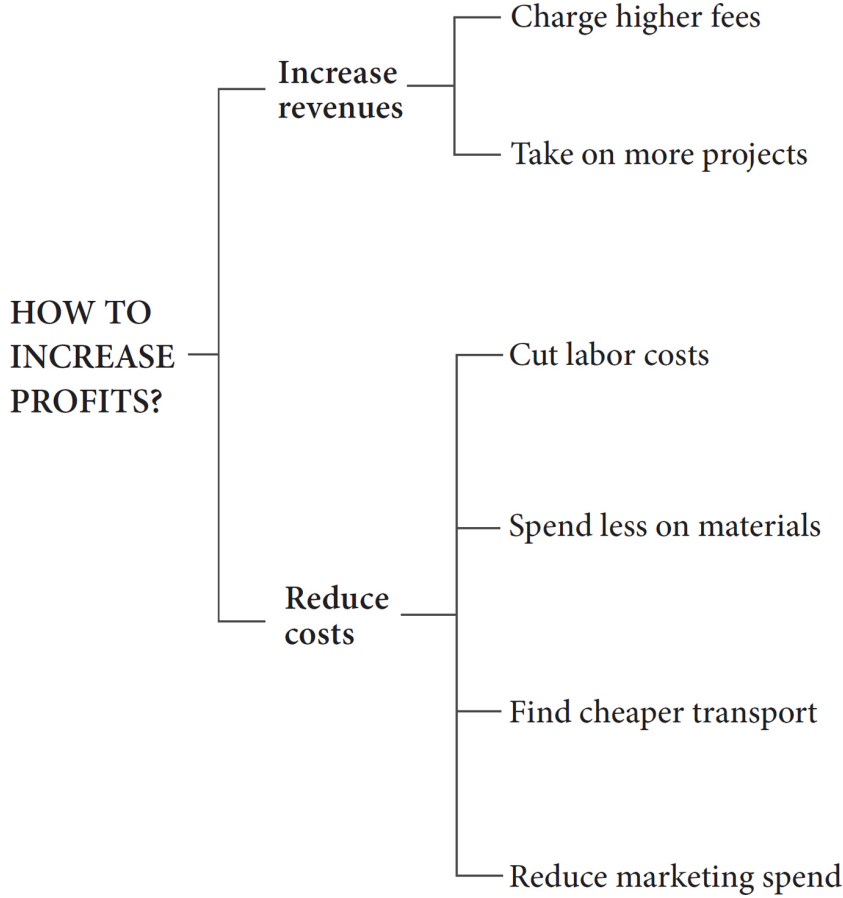 Charge higher fees
Increase
revenues
Take on more projects
HOW TO
INCREASE
PROFITS?
Cut labor costs
Spend less on materials
Reduce
costs
Find cheaper transport
Reduce marketing spend